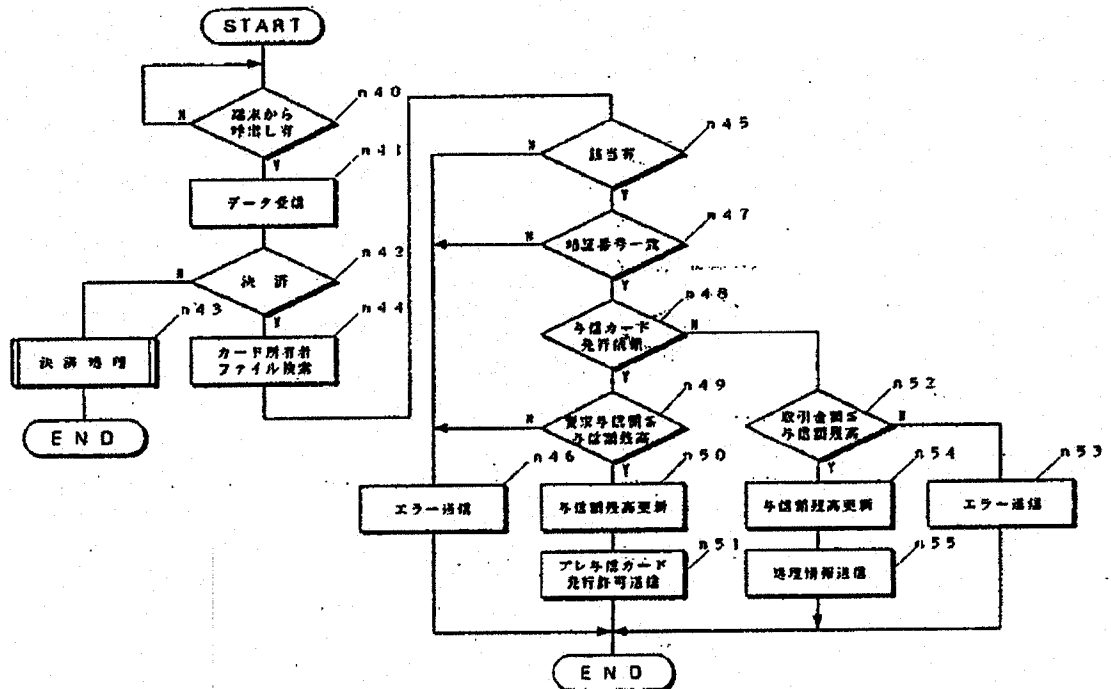 START
端末から
呼出し有
n40
N
Y
n41
データ受信
決済
n42
N
Y
n43
決済処理
END
n44
カード所有者
ファイル検索
該当有
n45
N
Y
暗証番号一致
n47
N
Y
与信カード
発行依頼
n48
N
Y
要求与信額≦
与信額残高
n49
N
Y
取引金額≦
与信額残高
n52
N
Y
n46
エラー送信
n50
与信額残高更新
n54
与信額残高更新
n53
エラー送信
n51
プレ与信カード
発行許可送信
n55
処理情報送信
END